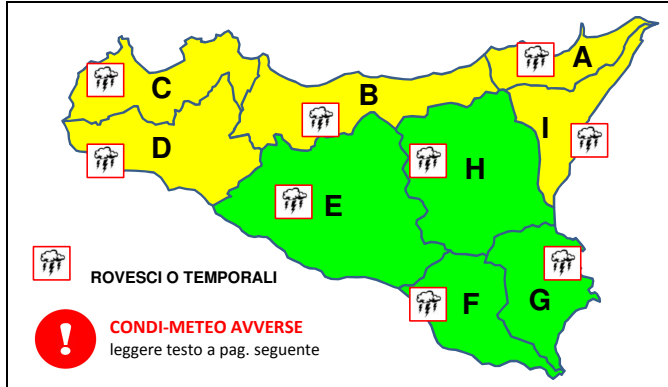 A
C
B
I
D
H
E
F
G
ROVESCI O TEMPORALI
!
CONDI-METEO AVVERSE
leggere testo a pag. seguente